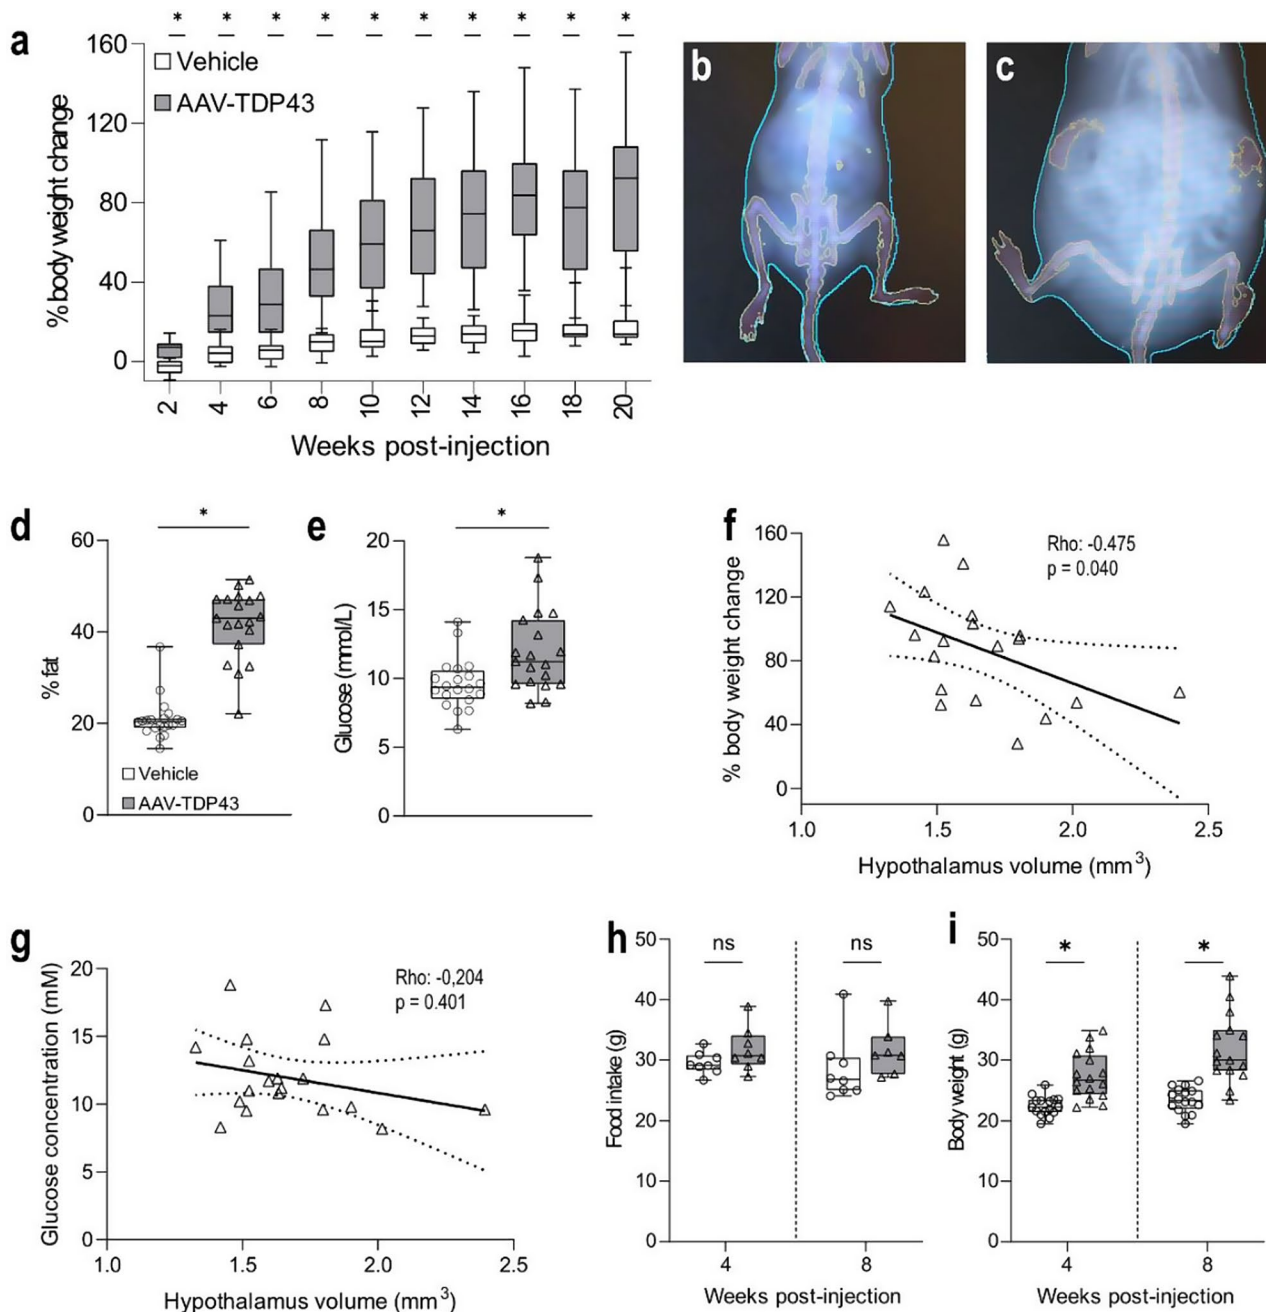 a
* * * * * * * * * *
160
120
80
40
0
% body weight change
Vehicle
AAV-TDP43
2 4 6 8 10 12 14 16 18 20
Weeks post-injection
b
c
d
*
60
40
20
0
% fat
Vehicle
AAV-TDP43
e
*
20
15
10
5
0
Glucose (mmol/L)
f
160
120
80
40
0
% body weight change
Rho: -0.475
p = 0.040
1.0 1.5 2.0 2.5
Hypothalamus volume (mm³)
g
20
15
10
5
0
Glucose concentration (mM)
Rho: -0,204
p = 0.401
1.0 1.5 2.0 2.5
Hypothalamus volume (mm³)
h
50
40
30
20
10
0
Food intake (g)
ns ns
4 8
Weeks post-injection
i
50
40
30
20
10
0
Body weight (g)
* *
4 8
Weeks post-injection